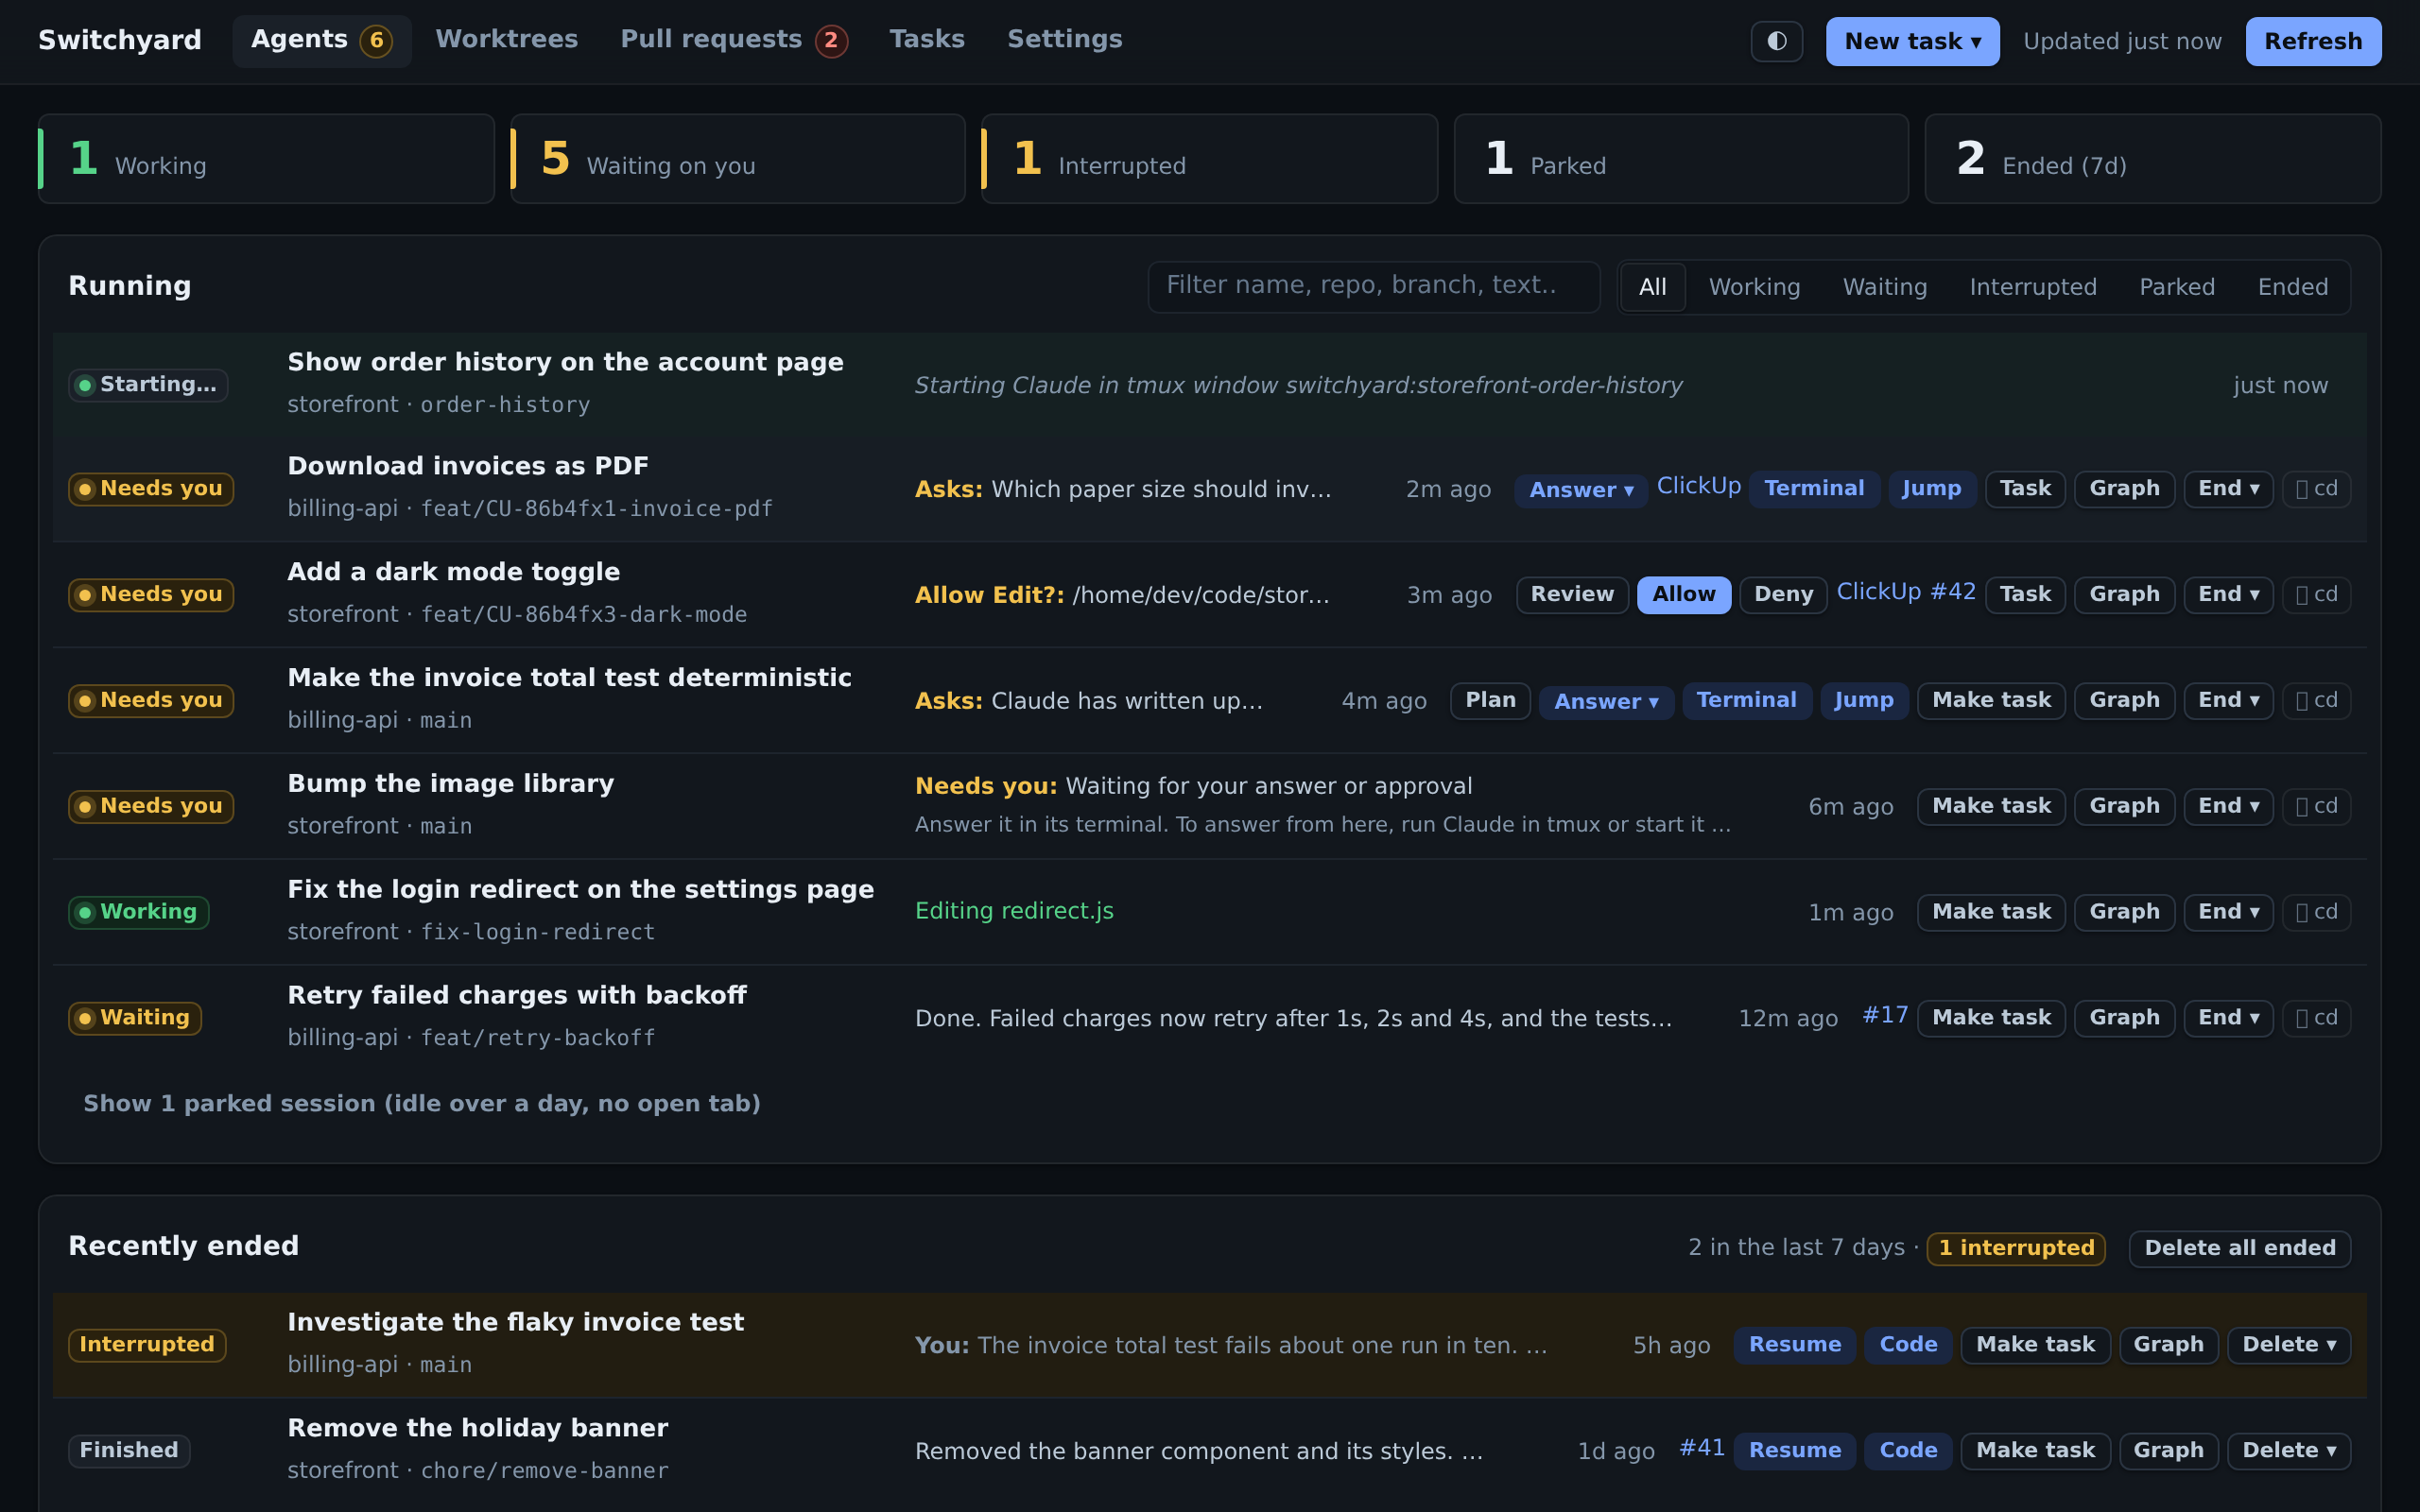 Switchyard Agents 6 Worktrees Pull requests 2 Tasks Settings ◐ New task ▾ Updated just now Refresh
1 Working 5 Waiting on you 1 Interrupted 1 Parked 2 Ended (7d)
Running Filter name, repo, branch, text.. All Working Waiting Interrupted Parked Ended
Show order history on the account page
Starting… Starting Claude in tmux window switchyard:storefront-order-history just now
storefront · order-history
Download invoices as PDF
Needs you Asks: Which paper size should inv… 2m ago Answer ▾ ClickUp Terminal Jump Task Graph End ▾ cd
billing-api · feat/CU-86b4fx1-invoice-pdf
Add a dark mode toggle
Needs you Allow Edit?: /home/dev/code/stor… 3m ago Review Allow Deny ClickUp #42 Task Graph End ▾ cd
storefront · feat/CU-86b4fx3-dark-mode
Make the invoice total test deterministic
Needs you Asks: Claude has written up… 4m ago Plan Answer ▾ Terminal Jump Make task Graph End ▾ cd
billing-api · main
Bump the image library Needs you: Waiting for your answer or approval
Needs you 6m ago Make task Graph End ▾ cd
storefront · main Answer it in its terminal. To answer from here, run Claude in tmux or start it …
Fix the login redirect on the settings page
Working Editing redirect.js 1m ago Make task Graph End ▾ cd
storefront · fix-login-redirect
Retry failed charges with backoff
Waiting Done. Failed charges now retry after 1s, 2s and 4s, and the tests… 12m ago #17 Make task Graph End ▾ cd
billing-api · feat/retry-backoff
Show 1 parked session (idle over a day, no open tab)
Recently ended 2 in the last 7 days · 1 interrupted Delete all ended
Investigate the flaky invoice test
Interrupted You: The invoice total test fails about one run in ten. … 5h ago Resume Code Make task Graph Delete ▾
billing-api · main
Remove the holiday banner
Finished Removed the banner component and its styles. … 1d ago #41 Resume Code Make task Graph Delete ▾
storefront · chore/remove-banner